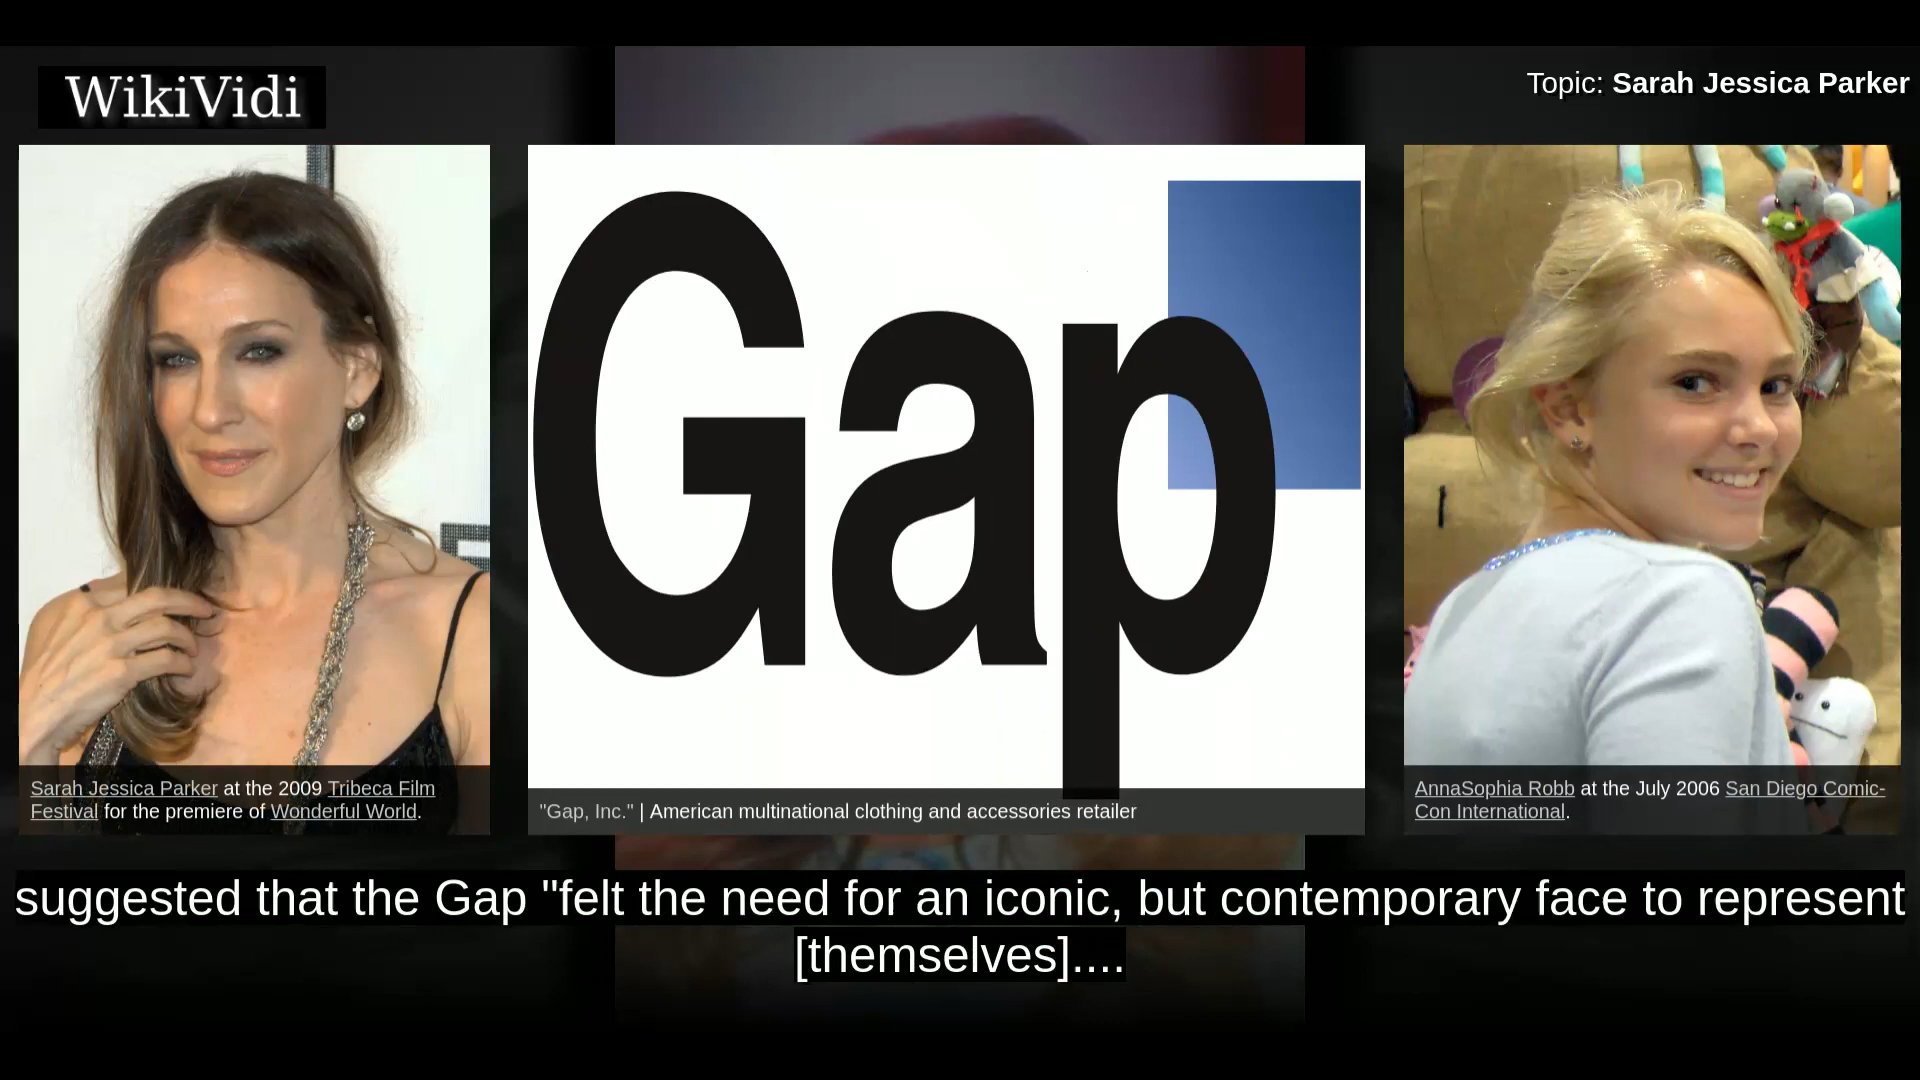 WikiVidi
Topic: Sarah Jessica Parker
Gap
Sarah Jessica Parker at the 2009 Tribeca Film
Festival for the premiere of Wonderful World.
"Gap, Inc." | American multinational clothing and accessories retailer
AnnaSophia Robb at the July 2006 San Diego Comic-
Con International.
suggested that the Gap "felt the need for an iconic, but contemporary face to represent
[themselves]....